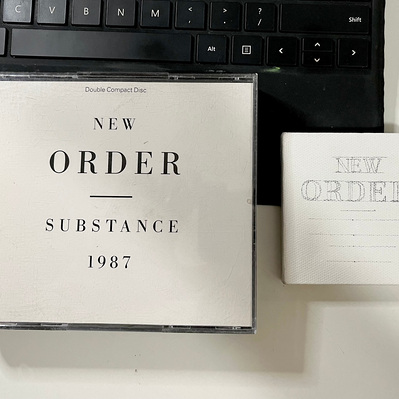 C V B N M < , > . ? / Shift
Alt
Double Compact Disc
NEW
ORDER
SUBSTANCE
1987
NEW
ORDER